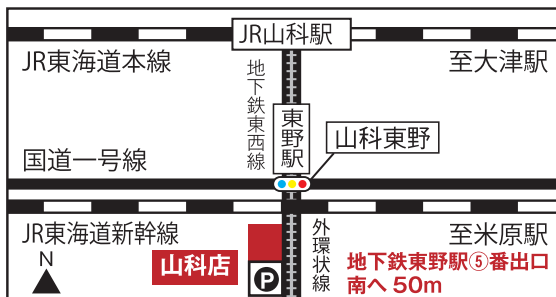 JR山科駅
JR東海道本線
至大津駅
地下鉄東西線
東野駅
山科東野
国道一号線
JR東海道新幹線
外環状線
至米原駅
N
山科店
P
地下鉄東野駅⑤番出口
南へ 50m